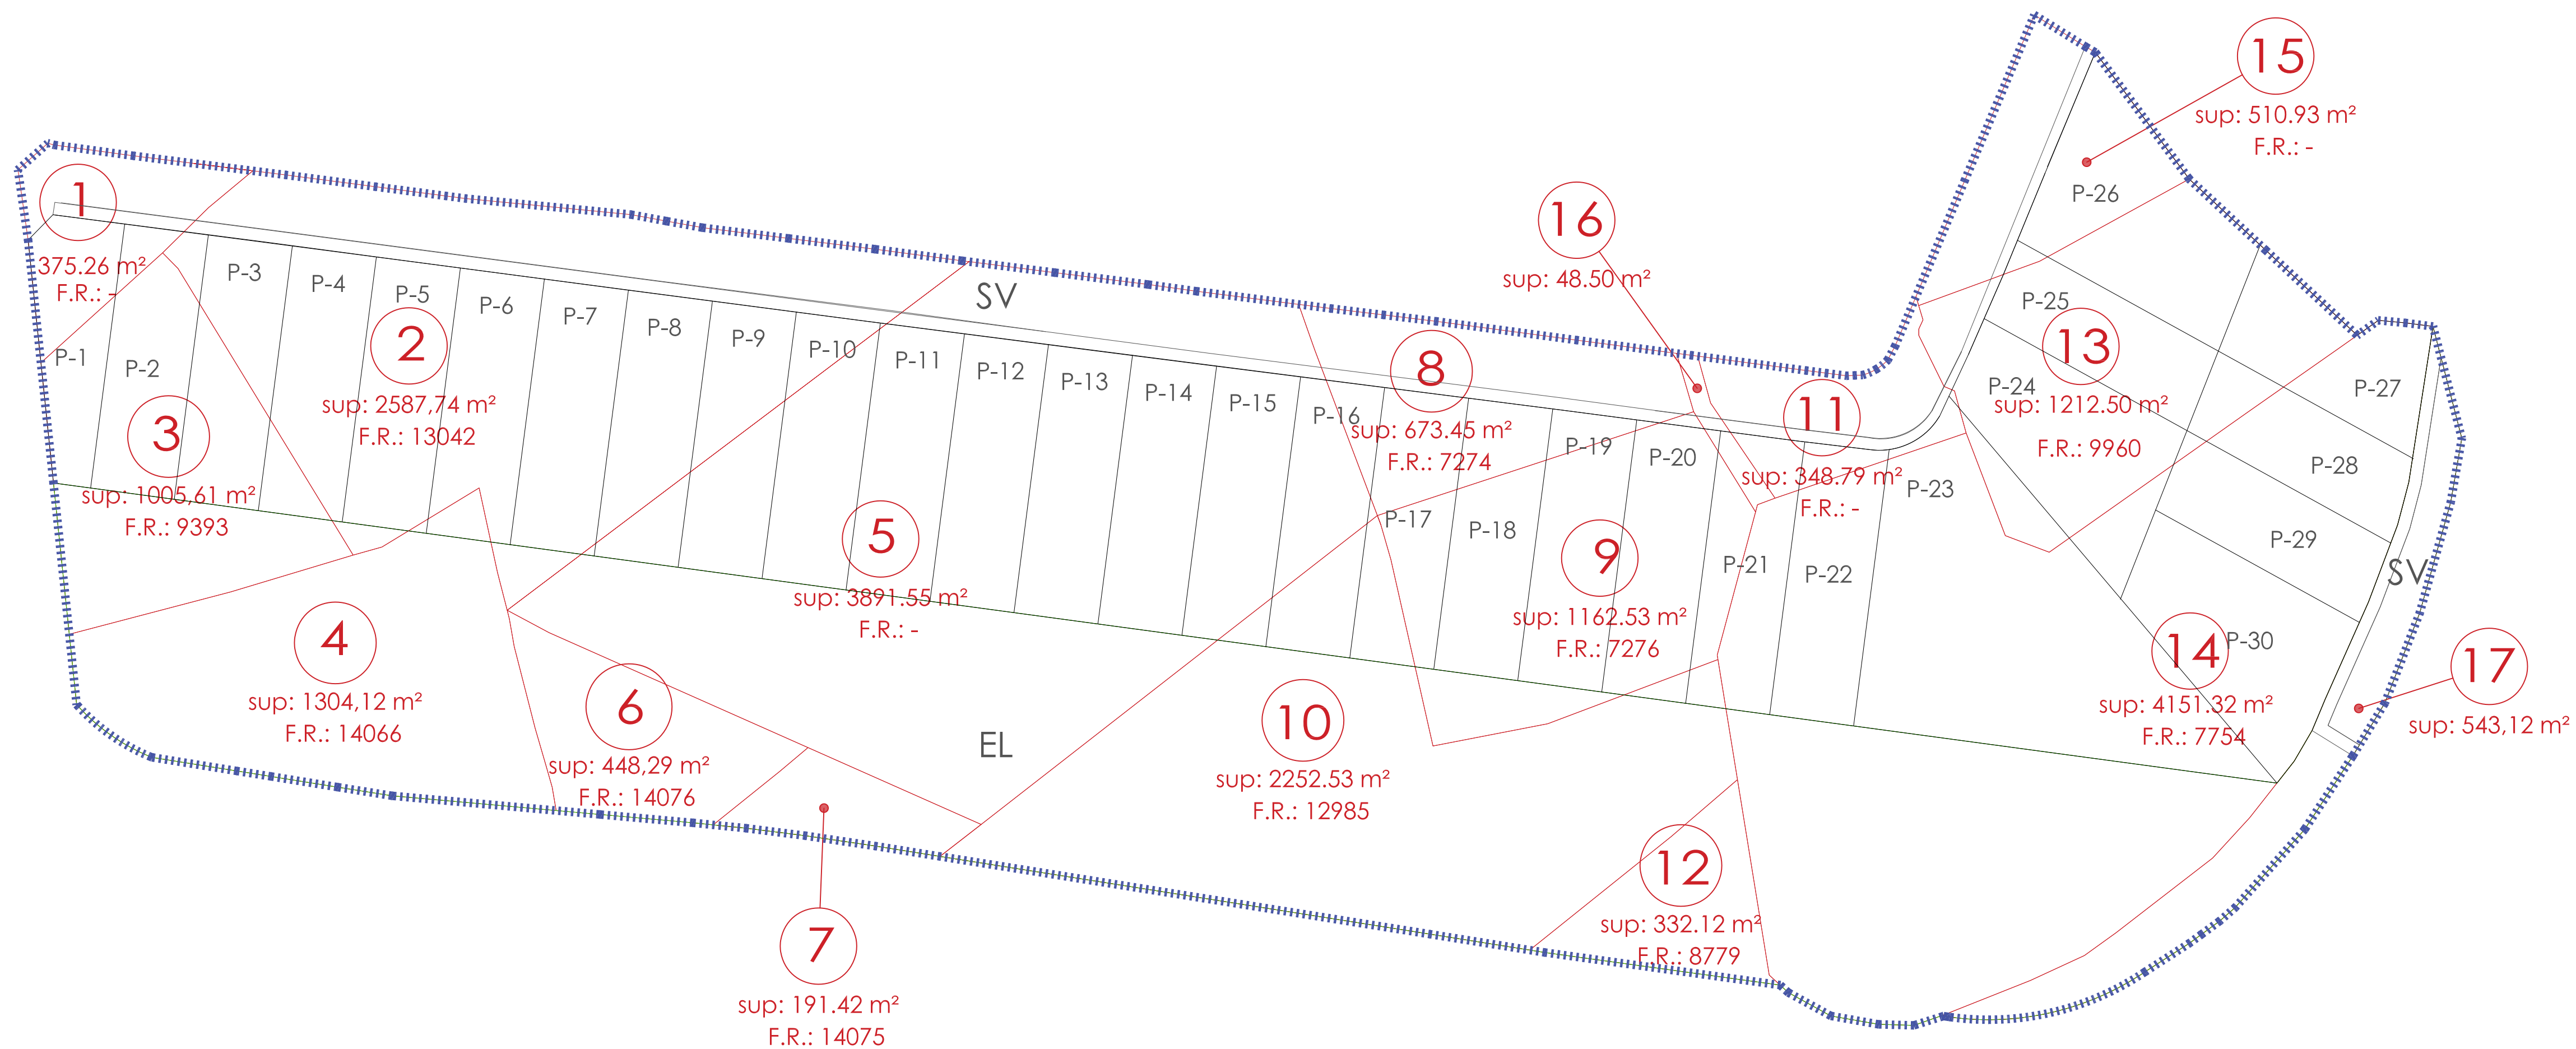 1
375.26 m²
F.R.: -
2
sup: 2587,74 m²
F.R.: 13042
3
sup: 1005,61 m²
F.R.: 9393
4
sup: 1304,12 m²
F.R.: 14066
5
sup: 3891.55 m²
F.R.: -
6
sup: 448,29 m²
F.R.: 14076
7
sup: 191.42 m²
F.R.: 14075
8
sup: 673.45 m²
F.R.: 7274
9
sup: 1162.53 m²
F.R.: 7276
10
sup: 2252.53 m²
F.R.: 12985
11
sup: 348.79 m²
F.R.: -
12
sup: 332.12 m²
F.R.: 8779
13
sup: 1212.50 m²
F.R.: 9960
14
sup: 4151.32 m²
F.R.: 7754
15
sup: 510.93 m²
F.R.: -
16
sup: 48.50 m²
17
sup: 543,12 m²
P-1
P-2
P-3
P-4
P-5
P-6
P-7
P-8
P-9
P-10
P-11
P-12
P-13
P-14
P-15
P-16
P-17
P-18
P-19
P-20
P-21
P-22
P-23
P-24
P-25
P-26
P-27
P-28
P-29
P-30
SV
EL
SV